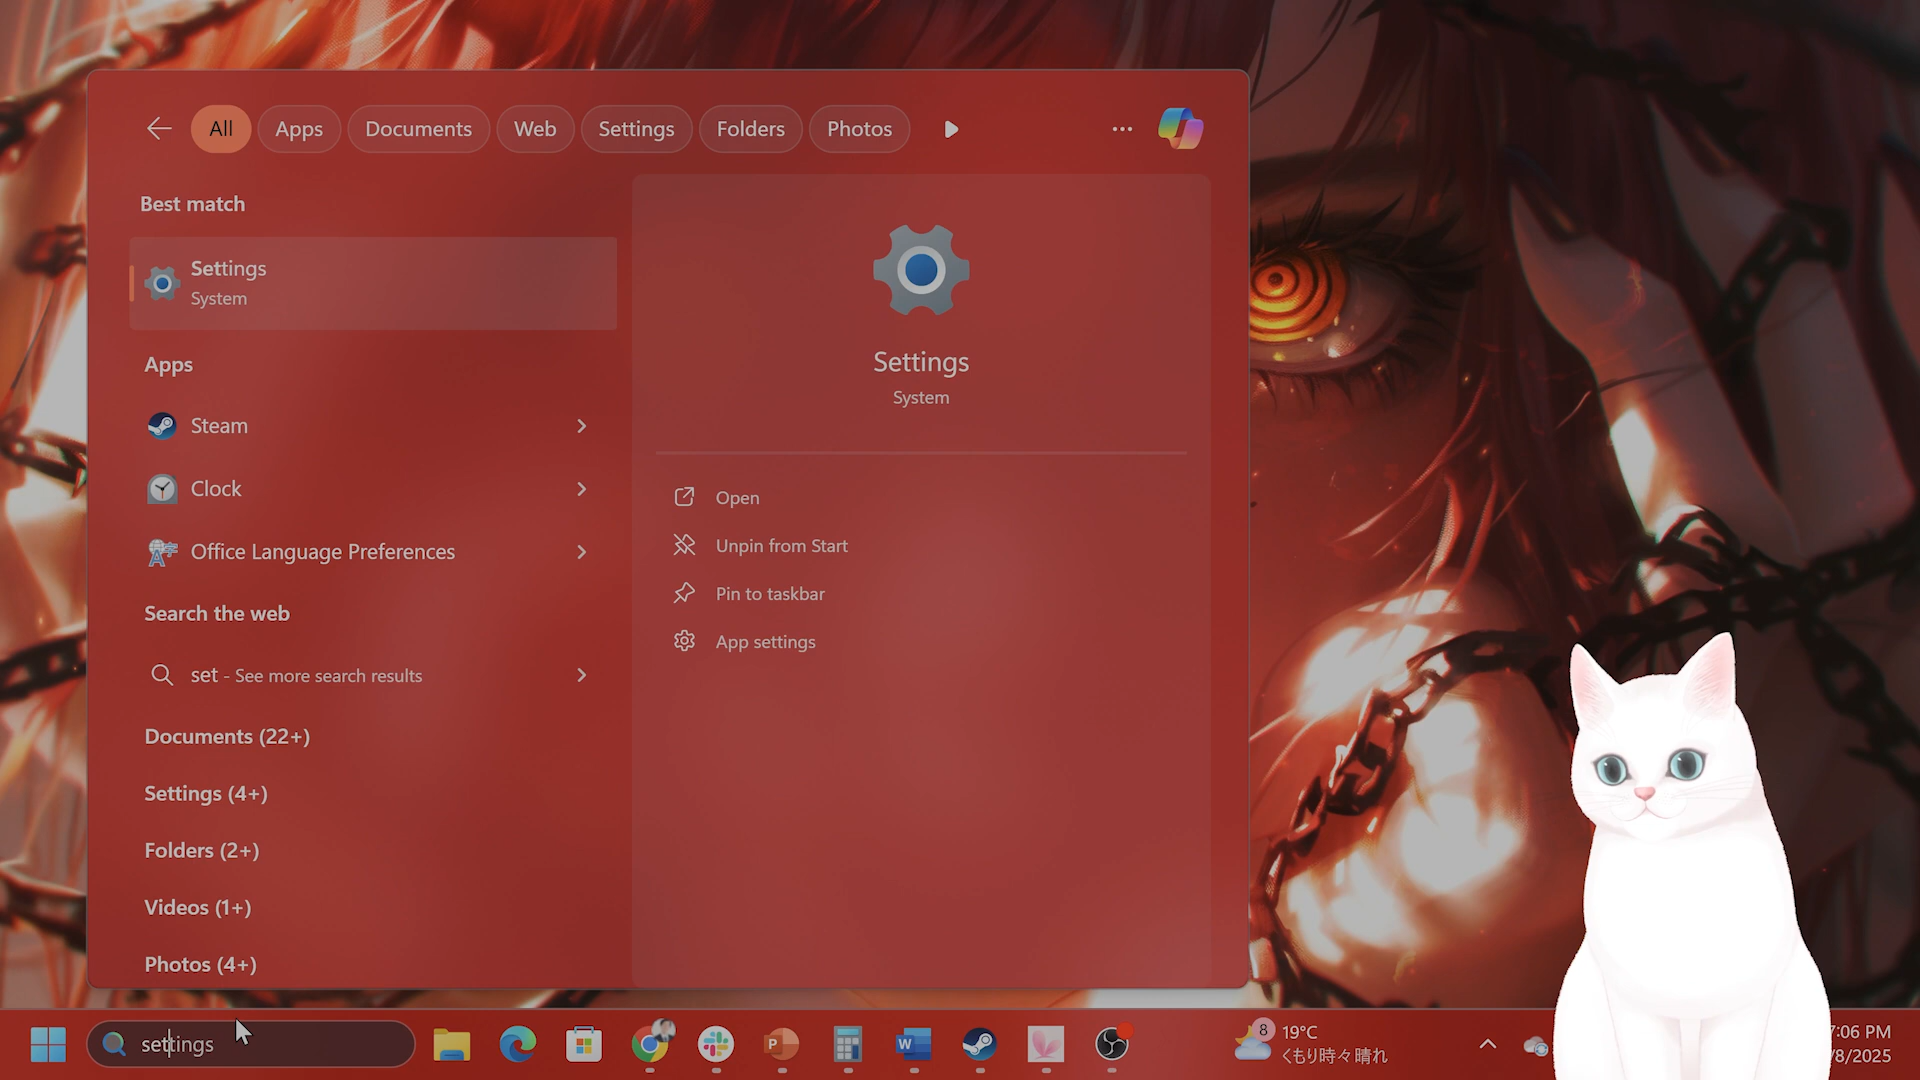 All Apps Documents Web Settings Folders Photos
Best match
Settings
System
Apps
Steam
Clock
Office Language Preferences
Search the web
set - See more search results
Documents (22+)
Settings (4+)
Folders (2+)
Videos (1+)
Photos (4+)
Settings
System
Open
Unpin from Start
Pin to taskbar
App settings
settings
P
W
8
19°C
くもり時々晴れ
7:06 PM
/8/2025